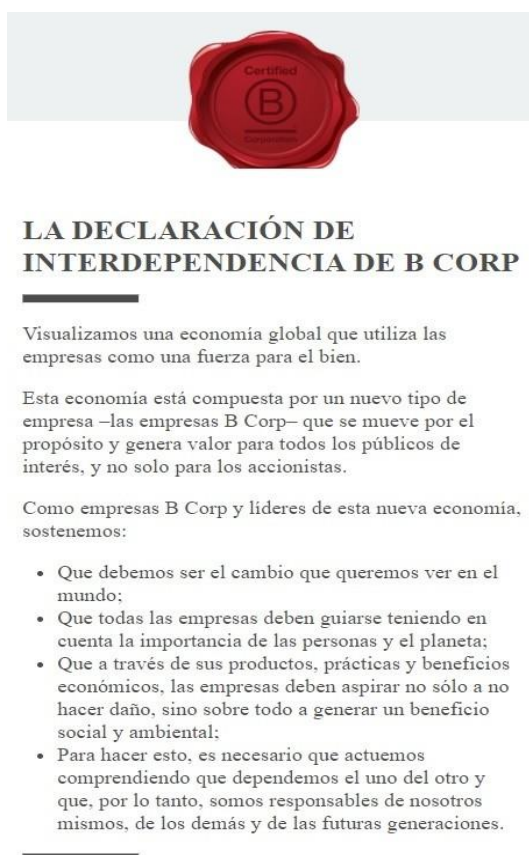 Certified
B
Corporation
LA DECLARACIÓN DE
INTERDEPENDENCIA DE B CORP
Visualizamos una economía global que utiliza las
empresas como una fuerza para el bien.
Esta economía está compuesta por un nuevo tipo de
empresa –las empresas B Corp– que se mueve por el
propósito y genera valor para todos los públicos de
interés, y no solo para los accionistas.
Como empresas B Corp y líderes de esta nueva economía,
sostenemos:
• Que debemos ser el cambio que queremos ver en el
mundo;
• Que todas las empresas deben guiarse teniendo en
cuenta la importancia de las personas y el planeta;
• Que a través de sus productos, prácticas y beneficios
económicos, las empresas deben aspirar no sólo a no
hacer daño, sino sobre todo a generar un beneficio
social y ambiental;
• Para hacer esto, es necesario que actuemos
comprendiendo que dependemos el uno del otro y
que, por lo tanto, somos responsables de nosotros
mismos, de los demás y de las futuras generaciones.